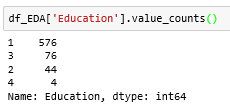 df_EDA['Education'].value_counts()
1    576
3     76
2     44
4      4
Name: Education, dtype: int64